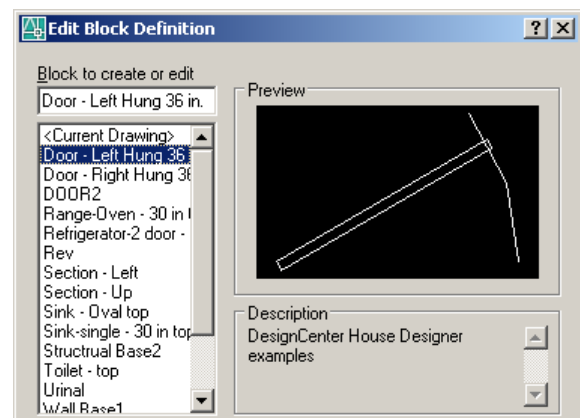 Edit Block Definition
Block to create or edit
Door - Left Hung 36 in.
<Current Drawing>
Door - Left Hung 36
Door - Right Hung 36
DOOR2
Range-Oven - 30 in
Refrigerator-2 door -
Rev
Section - Left
Section - Up
Sink - Oval top
Sink-single - 30 in top
Structrual Base2
Toilet - top
Urinal
Wall Base1
Preview
Description
DesignCenter House Designer
examples